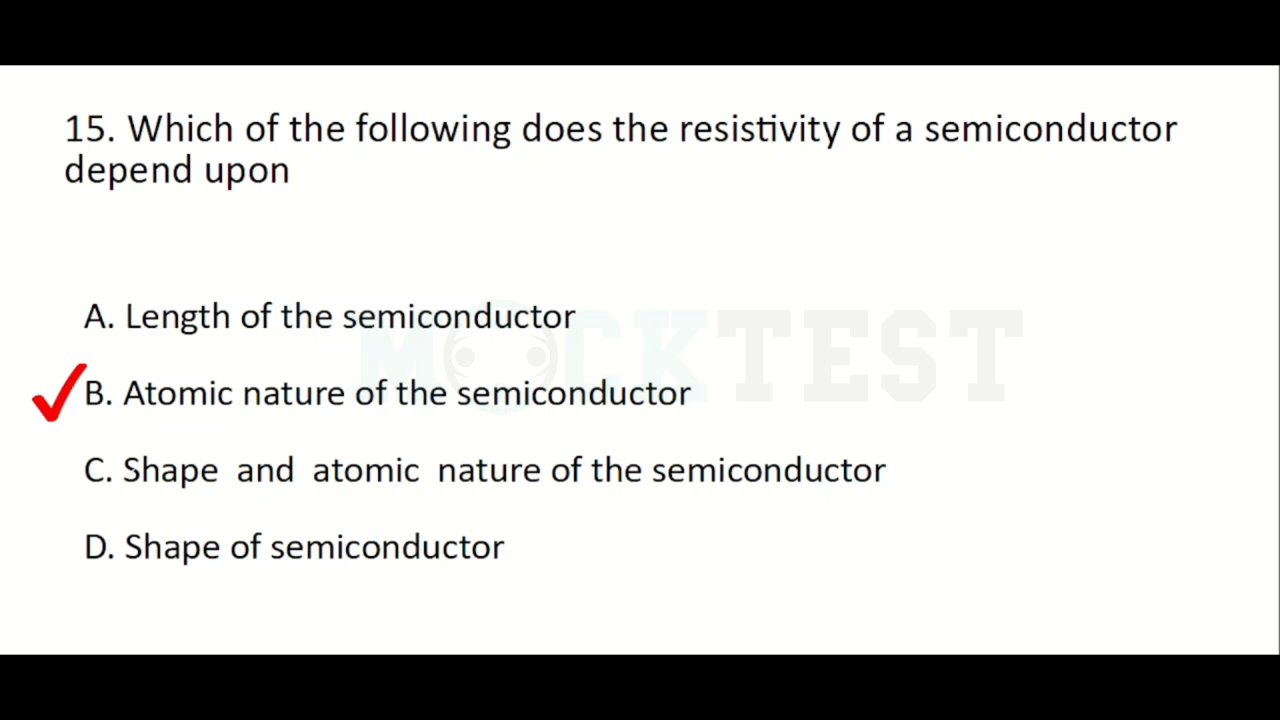 15. Which of the following does the resistivity of a semiconductor
depend upon
A. Length of the semiconductor
B. Atomic nature of the semiconductor
C. Shape and atomic nature of the semiconductor
D. Shape of semiconductor
MOCKTEST